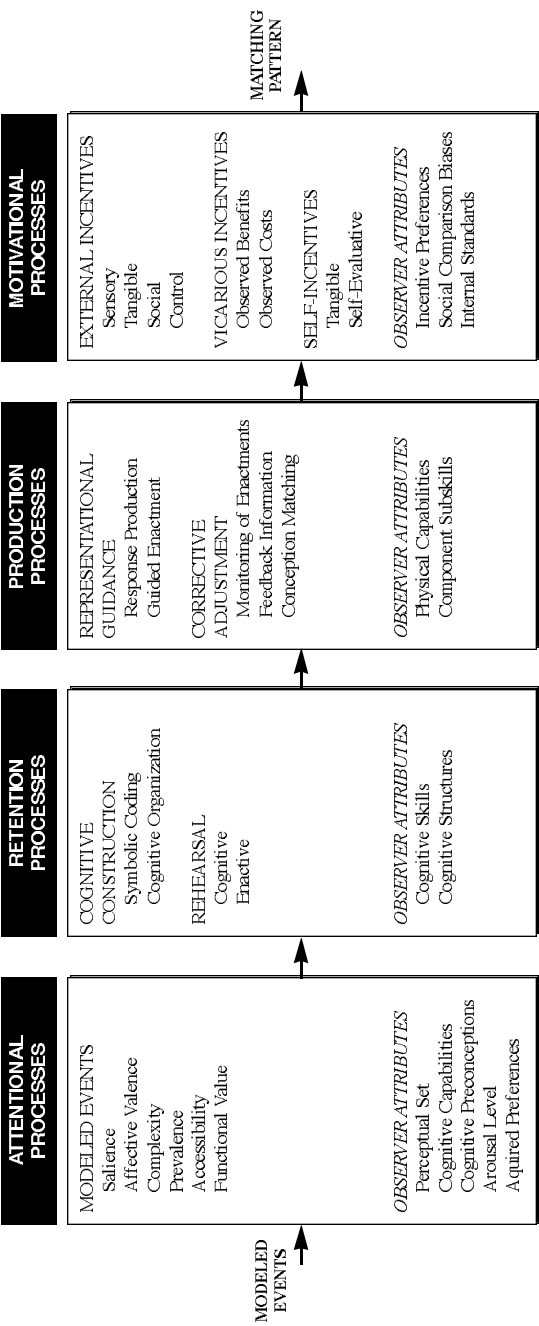 MODELED
EVENTS
ATTENTIONAL
PROCESSES
MODELED EVENTS
Salience
Affective Valence
Complexity
Prevalence
Accessibility
Functional Value
OBSERVER ATTRIBUTES
Perceptual Set
Cognitive Capabilities
Cognitive Preconceptions
Arousal Level
Aquired Preferences
RETENTION
PROCESSES
COGNITIVE
CONSTRUCTION
Symbolic Coding
Cognitive Organization
REHEARSAL
Cognitive
Enactive
OBSERVER ATTRIBUTES
Cognitive Skills
Cognitive Structures
PRODUCTION
PROCESSES
REPRESENTATIONAL
GUIDANCE
Response Production
Guided Enactment
CORRECTIVE
ADJUSTMENT
Monitoring of Enactments
Feedback Information
Conception Matching
OBSERVER ATTRIBUTES
Physical Capabilities
Component Subskills
MOTIVATIONAL
PROCESSES
EXTERNAL INCENTIVES
Sensory
Tangible
Social
Control
VICARIOUS INCENTIVES
Observed Benefits
Observed Costs
SELF-INCENTIVES
Tangible
Self-Evaluative
OBSERVER ATTRIBUTES
Incentive Preferences
Social Comparison Biases
Internal Standards
MATCHING
PATTERN